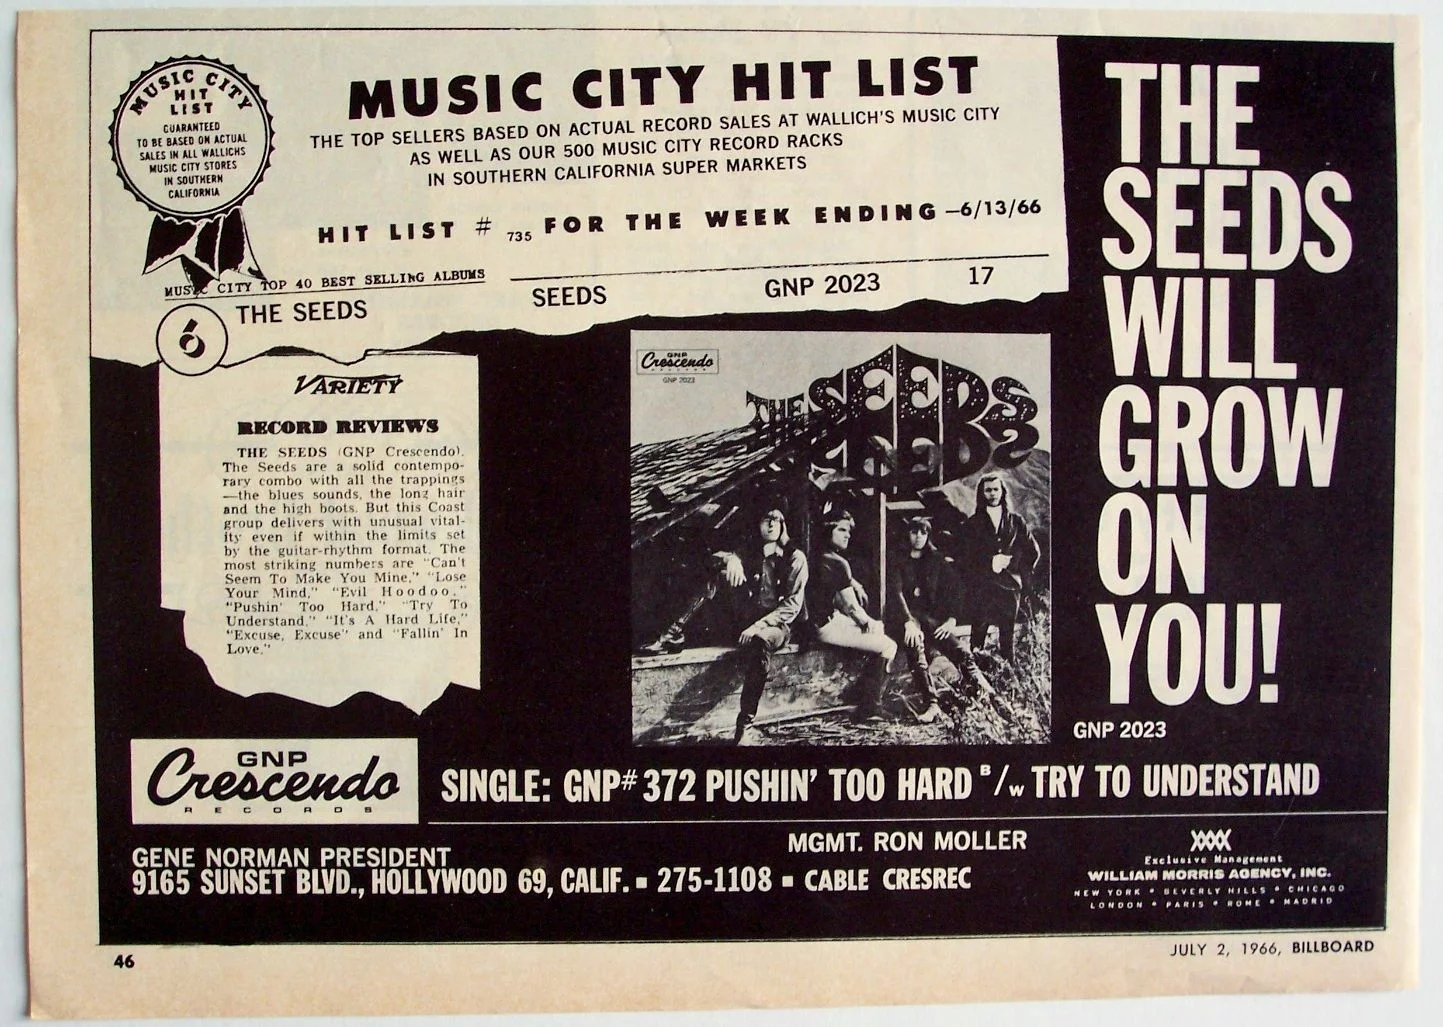 MUSIC CITY
HIT
LIST
GUARANTEED
TO BE BASED ON ACTUAL
SALES IN ALL WALLICHS
MUSIC CITY STORES
IN SOUTHERN
CALIFORNIA
MUSIC CITY HIT LIST
THE TOP SELLERS BASED ON ACTUAL RECORD SALES AT WALLICH'S MUSIC CITY
AS WELL AS OUR 500 MUSIC CITY RECORD RACKS
IN SOUTHERN CALIFORNIA SUPER MARKETS
HIT LIST # 735 FOR THE WEEK ENDING –6/13/66
MUSIC CITY TOP 40 BEST SELLING ALBUMS
6 THE SEEDS SEEDS GNP 2023 17
VARIETY
RECORD REVIEWS
THE SEEDS (GNP Crescendo).
The Seeds are a solid contempo-
rary combo with all the trappings
—the blues sounds, the long hair
and the high boots. But this Coast
group delivers with unusual vital-
ity even if within the limits set
by the guitar-rhythm format. The
most striking numbers are "Can't
Seem To Make You Mine," "Lose
Your Mind," "Evil Hoodoo,"
"Pushin' Too Hard," "Try To
Understand," "It's A Hard Life,"
"Excuse, Excuse" and "Fallin' In
Love."
GNP
Crescendo
RECORDS
GNP 2023
THE SEEDS
THE
SEEDS
WILL
GROW
ON
YOU!
GNP 2023
GNP
Crescendo
RECORDS
SINGLE: GNP# 372 PUSHIN' TOO HARD B/W TRY TO UNDERSTAND
MGMT. RON MOLLER
GENE NORMAN PRESIDENT
9165 SUNSET BLVD., HOLLYWOOD 69, CALIF. ▪ 275-1108 ▪ CABLE CRESREC
Exclusive Management
WILLIAM MORRIS AGENCY, INC.
NEW YORK * BEVERLY HILLS * CHICAGO
LONDON * PARIS * ROME * MADRID
46
JULY 2, 1966, BILLBOARD